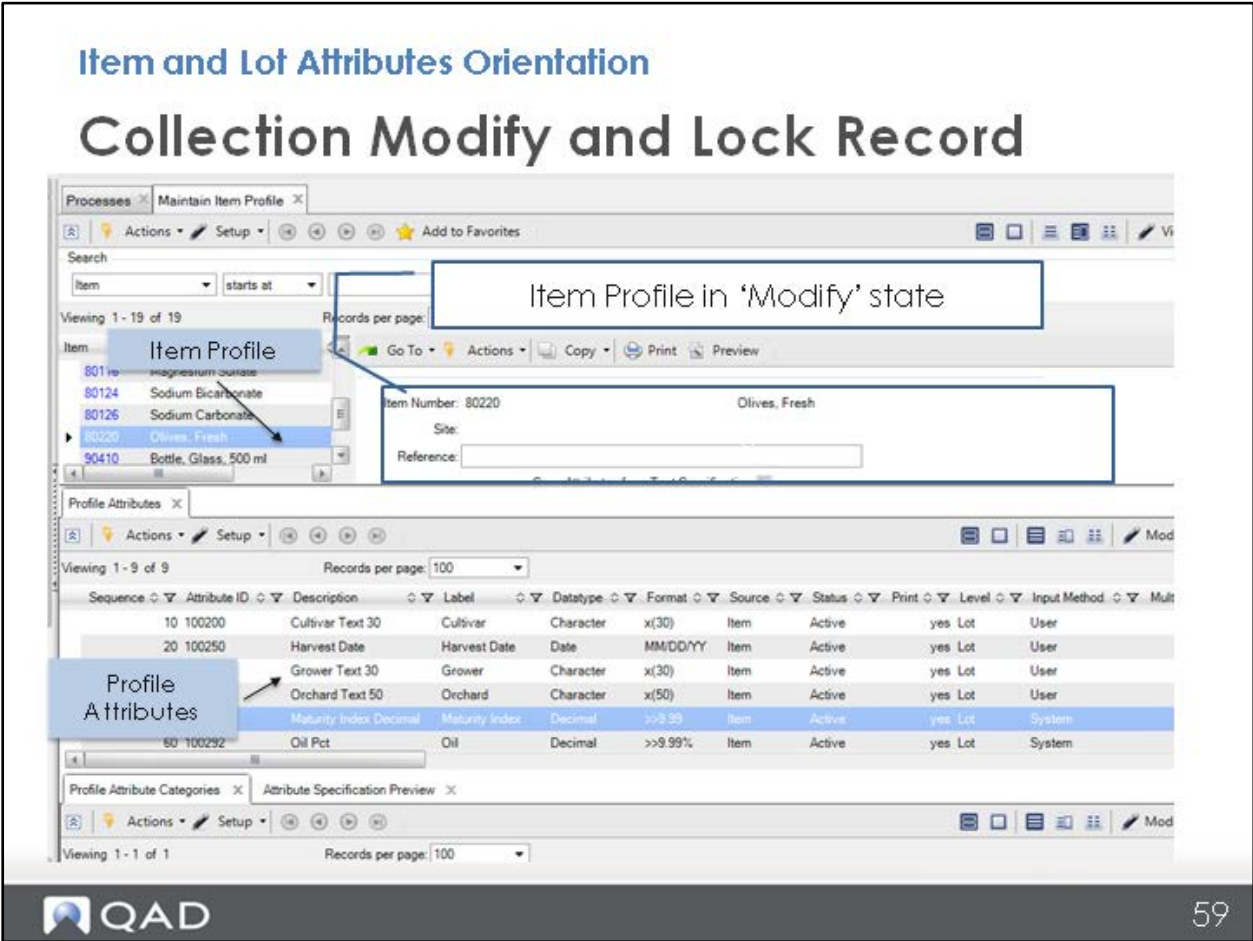 Item and Lot Attributes Orientation
Collection Modify and Lock Record
Processes Maintain Item Profile
Actions Setup Add to Favorites Vi
Search
Item starts at
Item Profile in ‘Modify’ state
Viewing 1 - 19 of 19 Records per page:
Item Item Profile Go To Actions Copy Print Preview
80116 Magnesium Sulfate
80124 Sodium Bicarbonate Item Number: 80220 Olives, Fresh
80126 Sodium Carbonate Site:
80220 Olives, Fresh Reference:
90410 Bottle, Glass, 500 ml
Profile Attributes
Actions Setup Mod
Viewing 1 - 9 of 9 Records per page: 100
Sequence Attribute ID Description Label Datatype Format Source Status Print Level Input Method Mult
10 100200 Cultivar Text 30 Cultivar Character x(30) Item Active yes Lot User
20 100250 Harvest Date Harvest Date Date MM/DD/YY Item Active yes Lot User
Grower Text 30 Grower Character x(30) Item Active yes Lot User
Profile Attributes
Orchard Text 50 Orchard Character x(50) Item Active yes Lot User
Maturity Index Decimal Maturity Index Decimal >>9.99 Item Active yes Lot System
60 100292 Oil Pct Oil Decimal >>9.99% Item Active yes Lot System
Profile Attribute Categories Attribute Specification Preview
Actions Setup Mod
Viewing 1 - 1 of 1 Records per page: 100
QAD 59